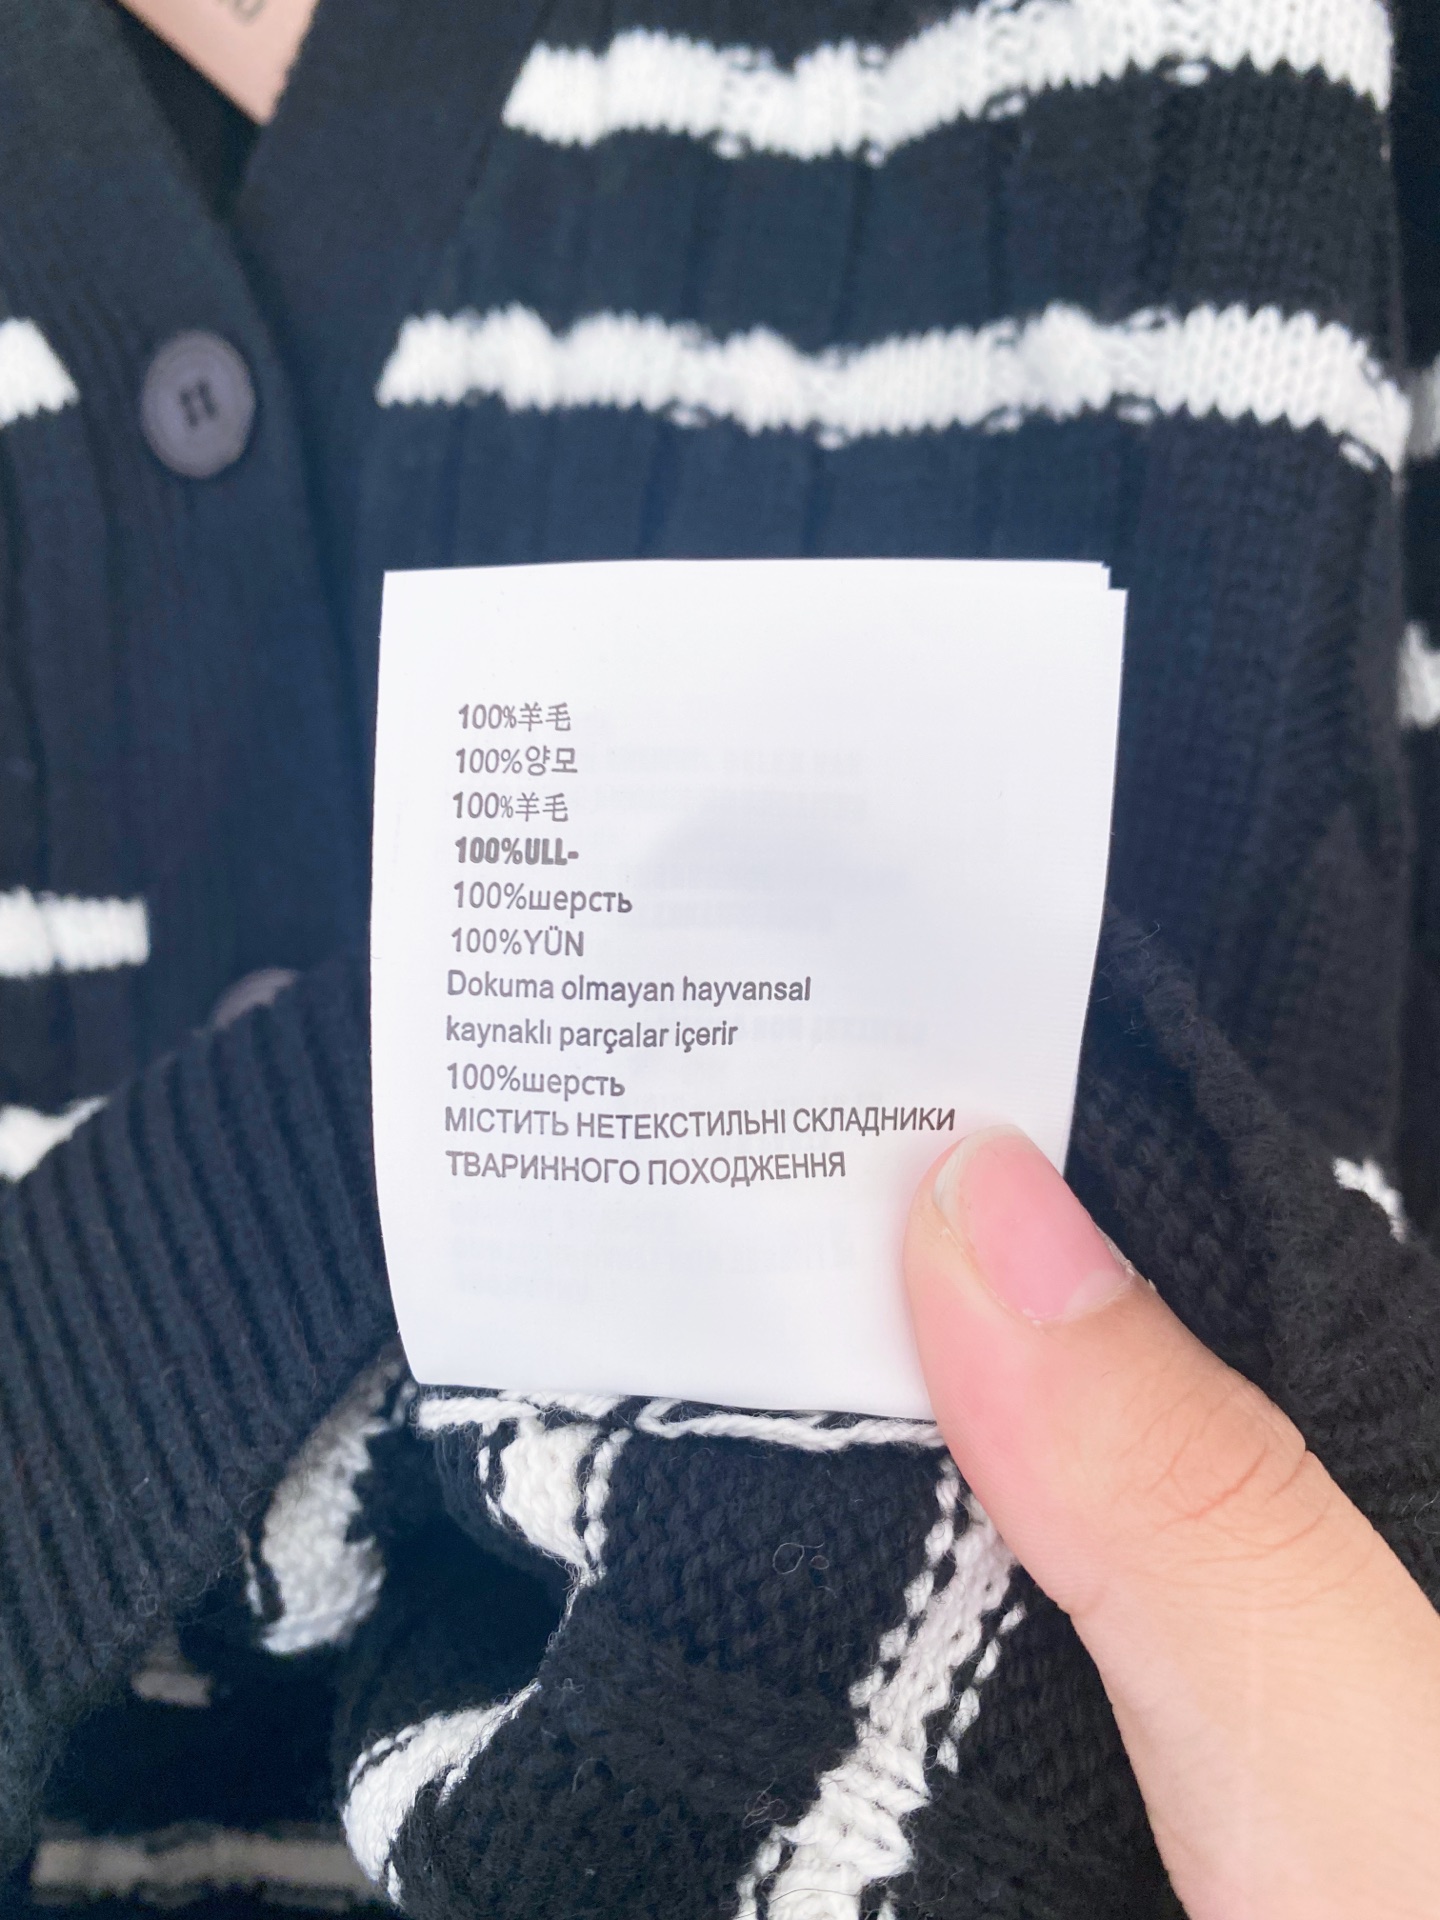 100%羊毛
100%양모
100%羊毛
100%ULL-
100%шерсть
100%YÜN
Dokuma olmayan hayvansal
kaynaklı parçalar içerir
100%шерсть
МІСТИТЬ НЕТЕКСТИЛЬНІ СКЛАДНИКИ
ТВАРИННОГО ПОХОДЖЕННЯ